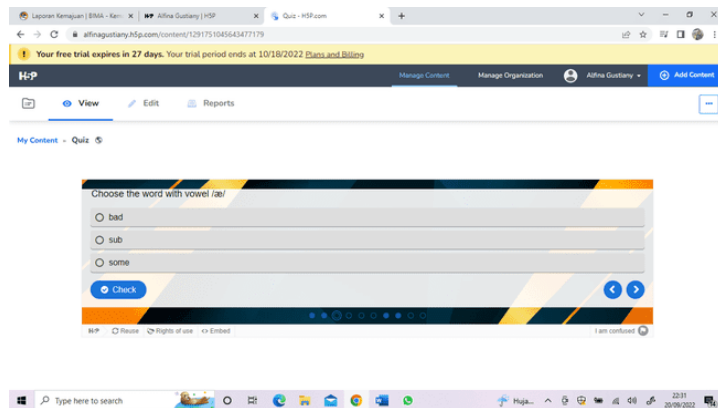 Laporan Kemajuan | BIMA - Kem
H5P Alfina Gustiany | H5P
Quiz - H5P.com
alfinagustiany.h5p.com/content/1291751045643477179
Your free trial expires in 27 days. Your trial period ends at 10/18/2022 Plans and Billing
H5P
Manage Content
Manage Organization
Alfina Gustiany
Add Content
View
Edit
Reports
My Content
Quiz
Choose the word with vowel /æ/
bad
sub
some
Check
H5P
Reuse
Rights of use
Embed
I am confused
Type here to search
Huja...
22:31
20/09/2022